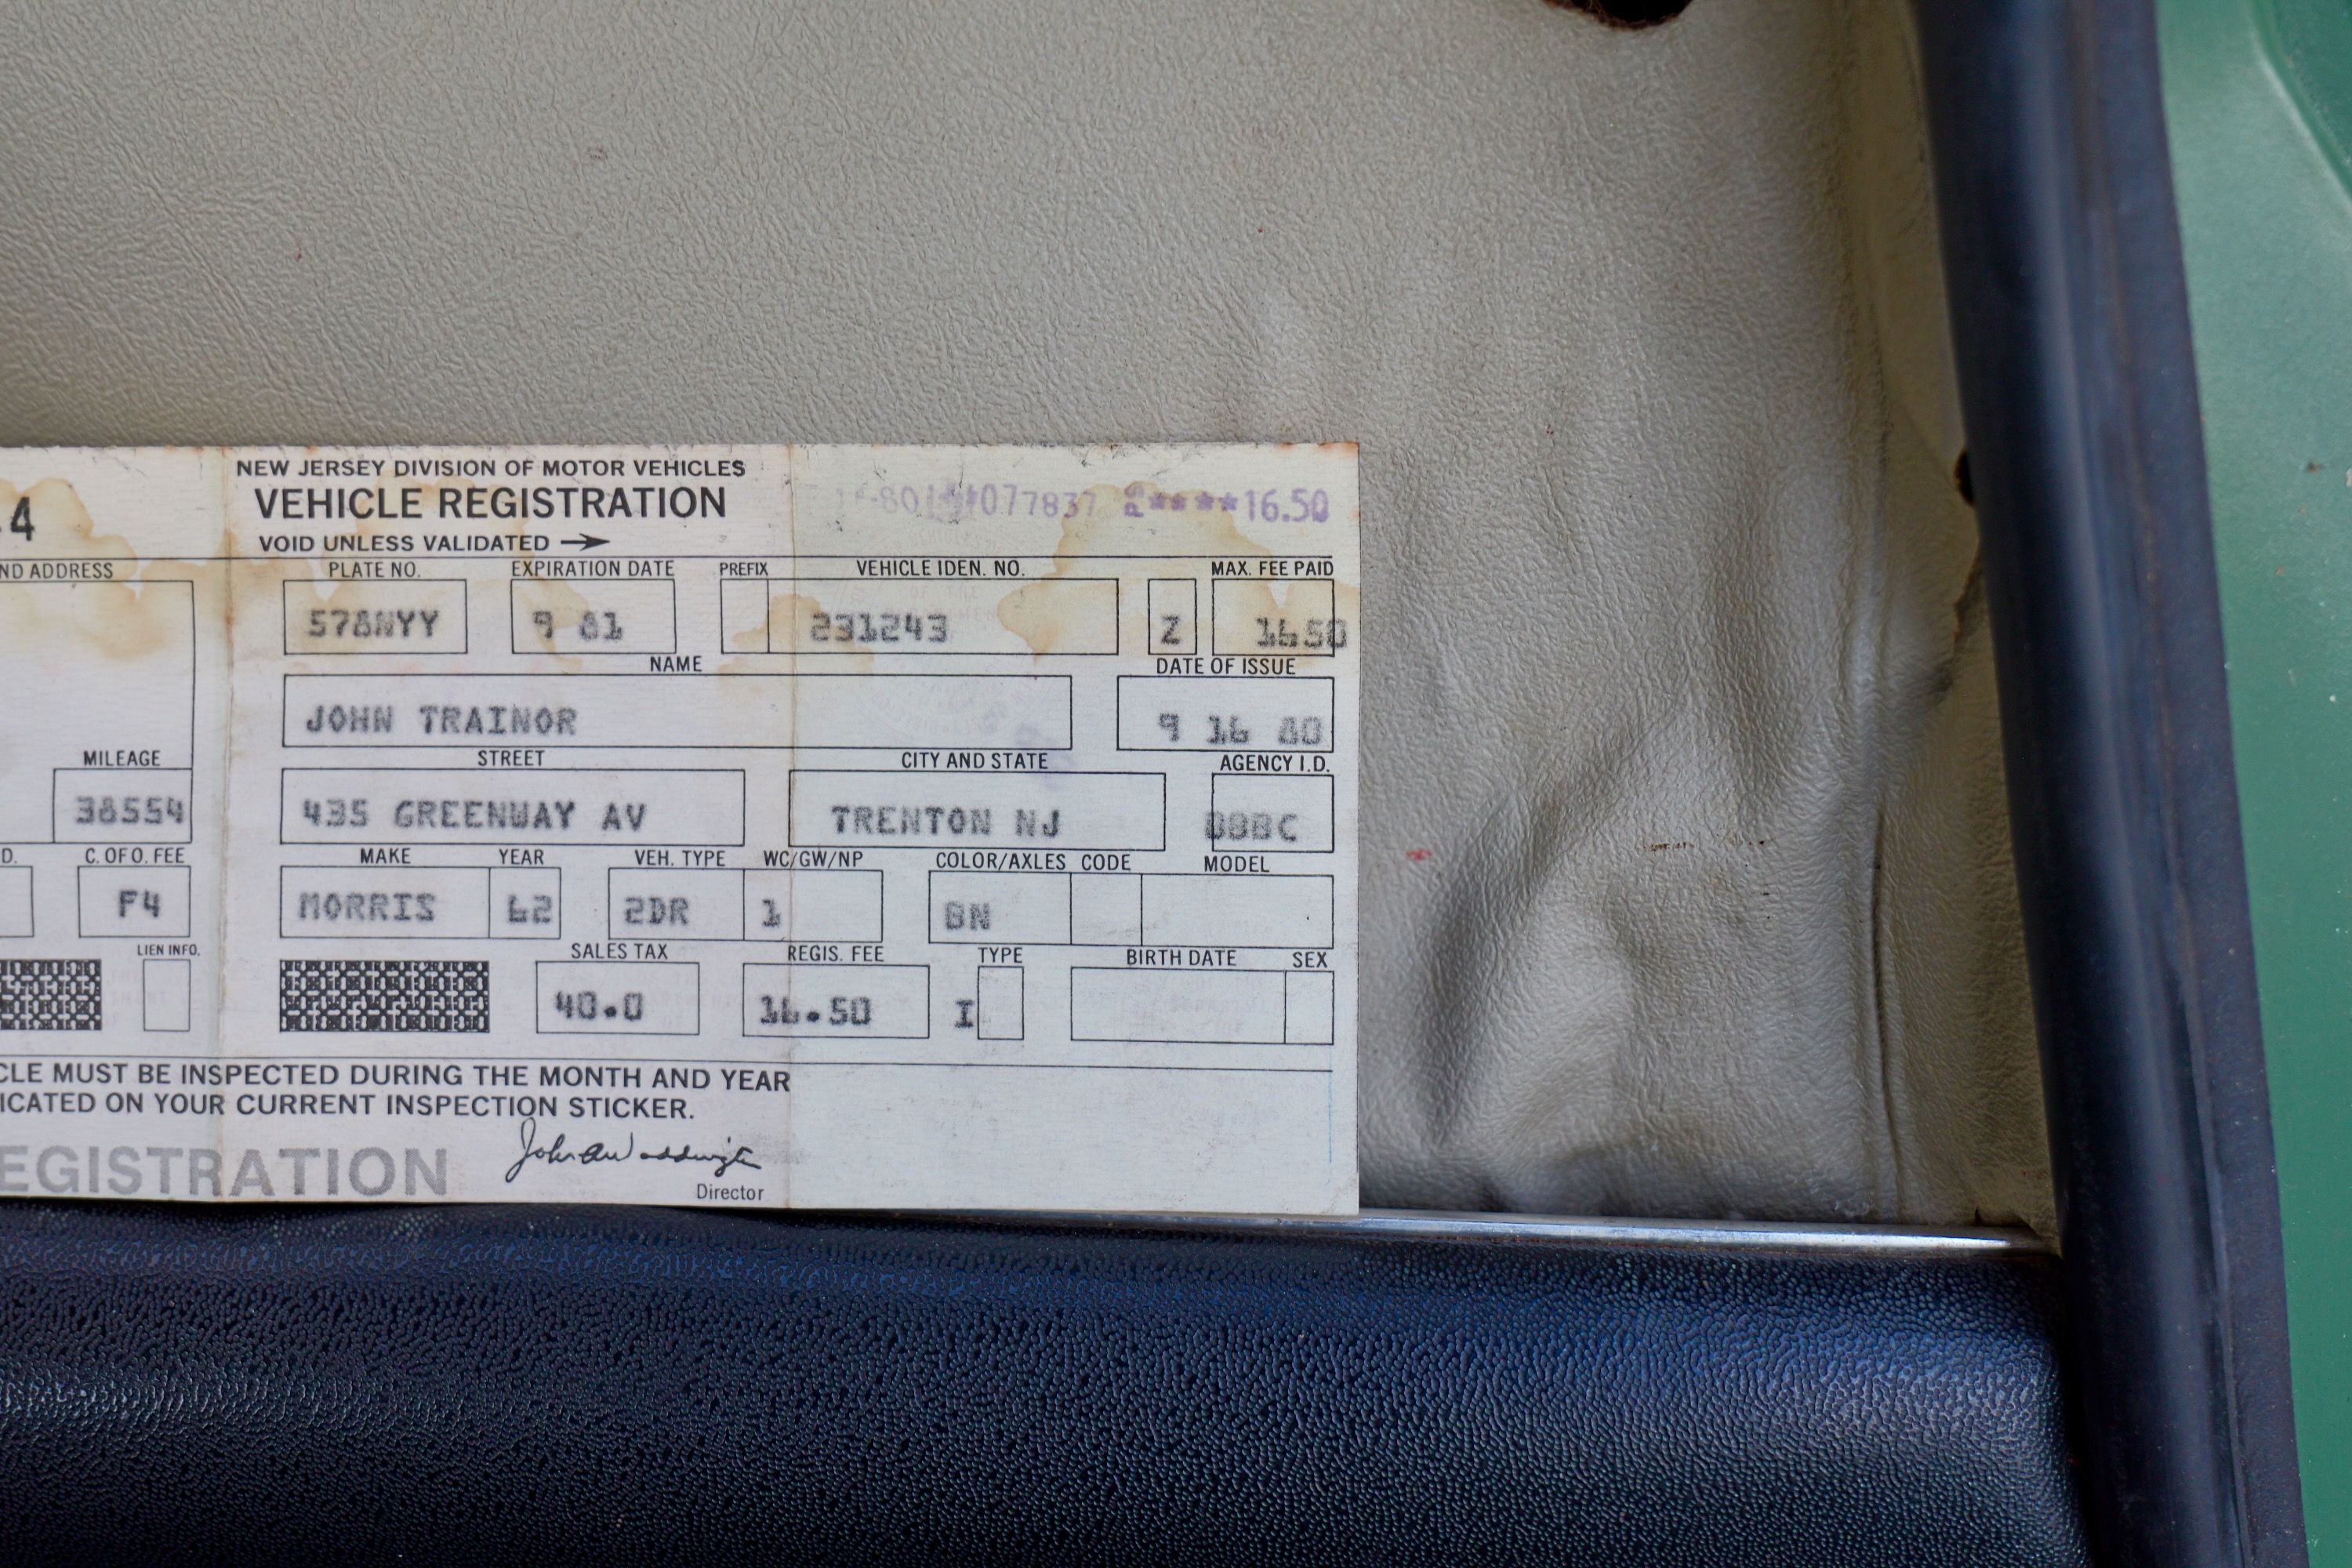 NEW JERSEY DIVISION OF MOTOR VEHICLES
VEHICLE REGISTRATION
VOID UNLESS VALIDATED →
077837 ****16.50
4
ND ADDRESS
PLATE NO. EXPIRATION DATE PREFIX VEHICLE IDEN. NO. MAX. FEE PAID
578NYY 9 81 231243 Z 1650
NAME DATE OF ISSUE
JOHN TRAINOR 9 16 80
MILEAGE STREET CITY AND STATE AGENCY I.D.
38554 435 GREENWAY AV TRENTON NJ
D. C. OF O. FEE MAKE YEAR VEH. TYPE WC/GW/NP COLOR/AXLES CODE MODEL
F4 MORRIS 62 2DR 1 BN
LIEN INFO. SALES TAX REGIS. FEE TYPE BIRTH DATE SEX
40.0 16.50 I
CLE MUST BE INSPECTED DURING THE MONTH AND YEAR
ICATED ON YOUR CURRENT INSPECTION STICKER.
EGISTRATION
Director